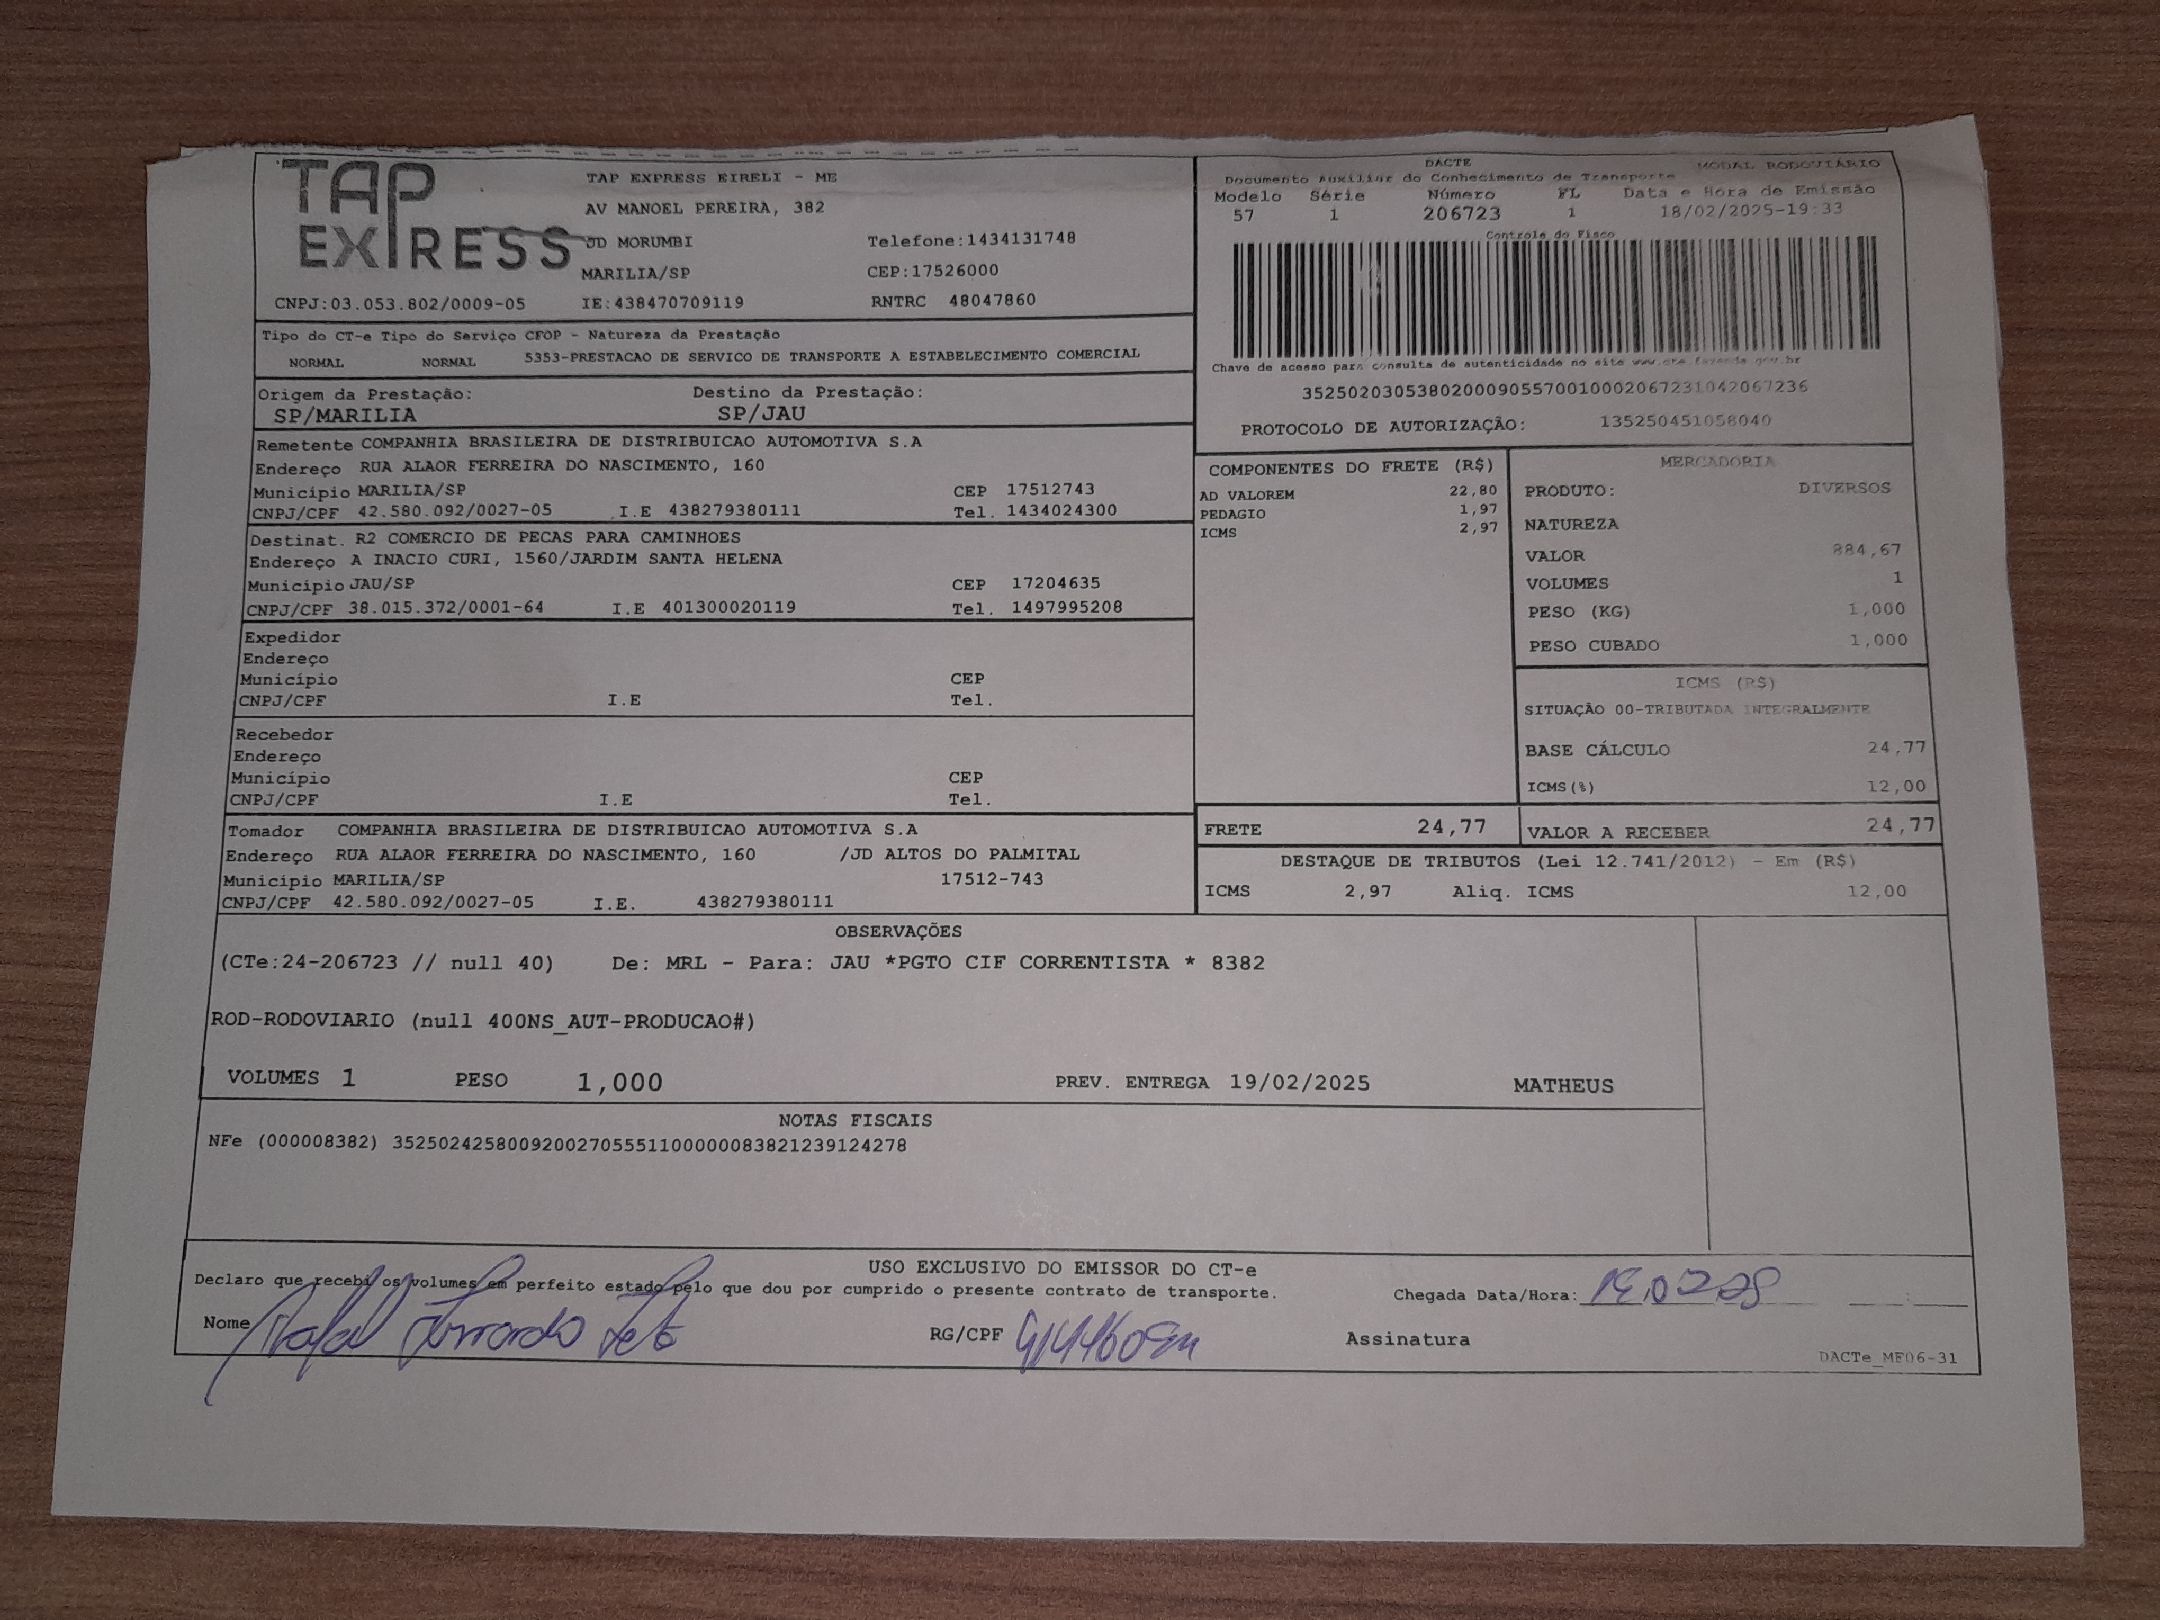 TAP EXPRESS
TAP EXPRESS EIRELI - ME
AV MANOEL PEREIRA, 382
JD MORUMBI Telefone:1434131748
MARILIA/SP CEP:17526000
CNPJ:03.053.802/0009-05 IE:438470709119 RNTRC 48047860
DACTE MODAL RODOVIÁRIO
Documento Auxiliar do Conhecimento de Transporte
Modelo Série Número FL Data e Hora de Emissão
57 1 206723 1 18/02/2025-19:33
Controle do Fisco
Chave de acesso para consulta de autenticidade no site www.cte.fazenda.gov.br
35250203053802000905570010002067231042067236
PROTOCOLO DE AUTORIZAÇÃO: 135250451058040
Tipo do CT-e Tipo do Serviço CFOP - Natureza da Prestação
NORMAL NORMAL 5353-PRESTACAO DE SERVICO DE TRANSPORTE A ESTABELECIMENTO COMERCIAL
Origem da Prestação: Destino da Prestação:
SP/MARILIA SP/JAU
Remetente COMPANHIA BRASILEIRA DE DISTRIBUICAO AUTOMOTIVA S.A
Endereço RUA ALAOR FERREIRA DO NASCIMENTO, 160
Município MARILIA/SP CEP 17512743
CNPJ/CPF 42.580.092/0027-05 I.E 438279380111 Tel. 1434024300
Destinat. R2 COMERCIO DE PECAS PARA CAMINHOES
Endereço A INACIO CURI, 1560/JARDIM SANTA HELENA
Município JAU/SP CEP 17204635
CNPJ/CPF 38.015.372/0001-64 I.E 401300020119 Tel. 1497995208
Expedidor
Endereço
Município CEP
CNPJ/CPF I.E Tel.
Recebedor
Endereço
Município CEP
CNPJ/CPF I.E Tel.
Tomador COMPANHIA BRASILEIRA DE DISTRIBUICAO AUTOMOTIVA S.A
Endereço RUA ALAOR FERREIRA DO NASCIMENTO, 160 /JD ALTOS DO PALMITAL
Município MARILIA/SP 17512-743
CNPJ/CPF 42.580.092/0027-05 I.E. 438279380111
COMPONENTES DO FRETE (R$)
AD VALOREM 22,80
PEDAGIO 1,97
ICMS 2,97
MERCADORIA
PRODUTO: DIVERSOS
NATUREZA
VALOR 884,67
VOLUMES 1
PESO (KG) 1,000
PESO CUBADO 1,000
ICMS (R$)
SITUAÇÃO 00-TRIBUTADA INTEGRALMENTE
BASE CÁLCULO 24,77
ICMS(%) 12,00
FRETE 24,77 VALOR A RECEBER 24,77
DESTAQUE DE TRIBUTOS (Lei 12.741/2012) - Em (R$)
ICMS 2,97 Aliq. ICMS 12,00
OBSERVAÇÕES
(CTe:24-206723 // null 40) De: MRL - Para: JAU *PGTO CIF CORRENTISTA * 8382
ROD-RODOVIARIO (null 400NS_AUT-PRODUCAO#)
VOLUMES 1 PESO 1,000 PREV. ENTREGA 19/02/2025 MATHEUS
NOTAS FISCAIS
NFe (000008382) 35250242580092002705551100000083821239124278
USO EXCLUSIVO DO EMISSOR DO CT-e
Declaro que recebi os volumes em perfeito estado pelo que dou por cumprido o presente contrato de transporte.
Chegada Data/Hora:
Nome RG/CPF Assinatura
DACTe_MF06-31